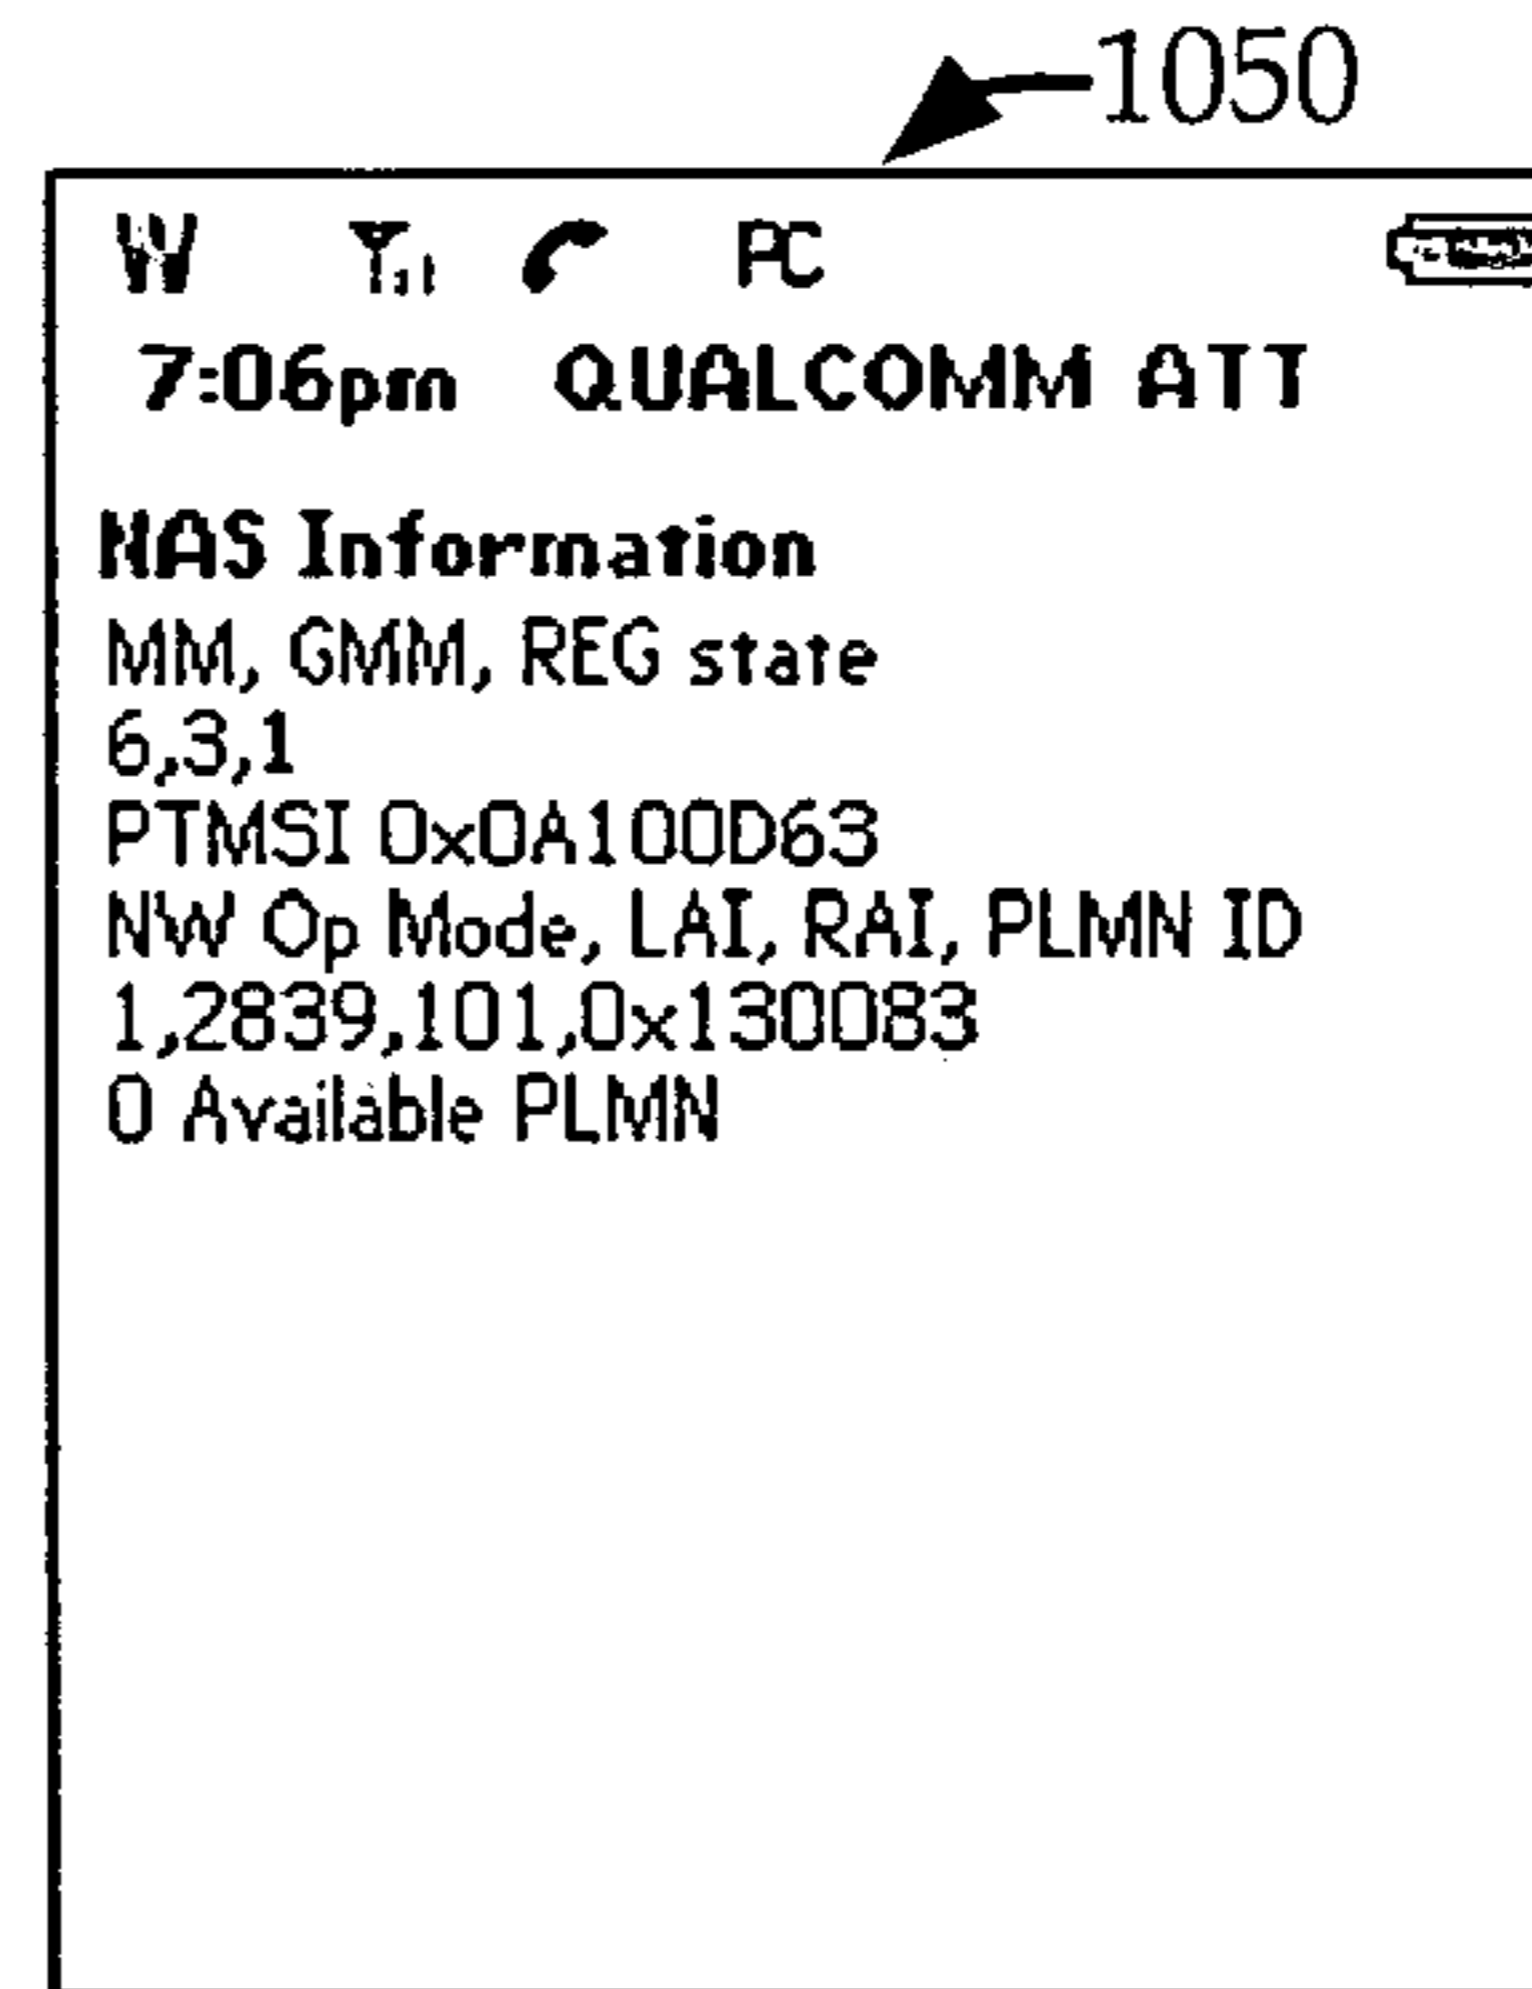 1050
W PC
7:06pm QUALCOMM ATT
NAS Information
MM, GMM, REG state
6,3,1
PTMSI 0x0A100D63
NW Op Mode, LAI, RAI, PLMN ID
1,2839,101,0x130083
0 Available PLMN